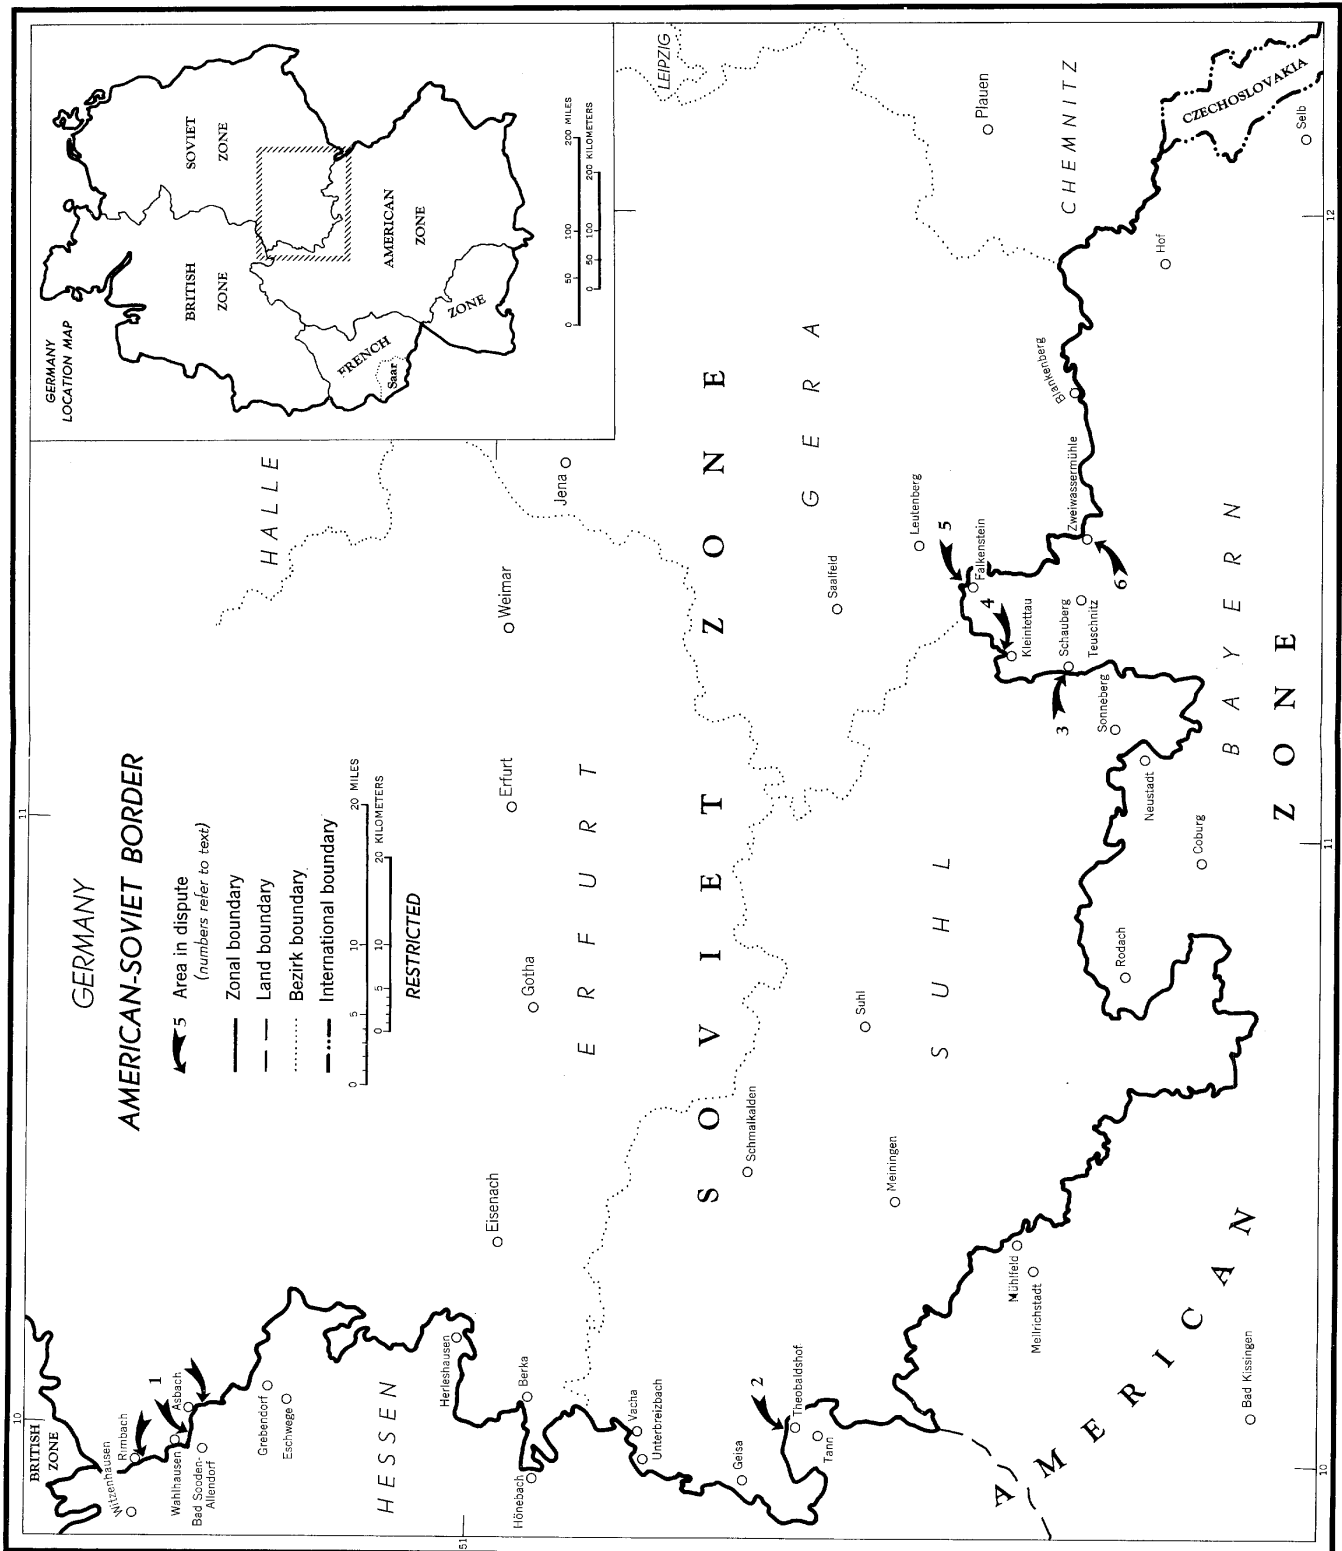 GERMANY
AMERICAN-SOVIET BORDER
5 Area in dispute
(numbers refer to text)
Zonal boundary
Land boundary
Bezirk boundary
International boundary
0 5 10 20 MILES
0 5 10 20 KILOMETERS
RESTRICTED
GERMANY
LOCATION MAP
BRITISH
ZONE
SOVIET
ZONE
AMERICAN
ZONE
FRENCH
ZONE
Saar
0 50 100 200 MILES
0 50 100 200 KILOMETERS
10
11
51
10
11
12
BRITISH
ZONE
Witzenhausen
Rimbach
1
Wahlhausen
Asbach
Bad Sooden-
Allendorf
Grebendorf
Eschwege
HESSEN
Herleshausen
Eisenach
Berka
Hönebach
Vacha
Unterbreizbach
Geisa
2
Theobaldshof
Tann
Gotha
Erfurt
Weimar
Jena
HALLE
LEIPZIG
ERFURT
SOVIET ZONE
Schmalkalden
Suhl
Meiningen
SUHL
GERA
Saalfeld
Leutenberg
5
Falkenstein
4
Kleintettau
3
Schauberg
Teuschnitz
Sonneberg
Neustadt
Coburg
Rodach
Mühlfeld
Mellrichstadt
Bad Kissingen
6
Zweiwassermühle
Blankenberg
Plauen
CHEMNITZ
Hof
CZECHOSLOVAKIA
Selb
BAYERN
AMERICAN ZONE